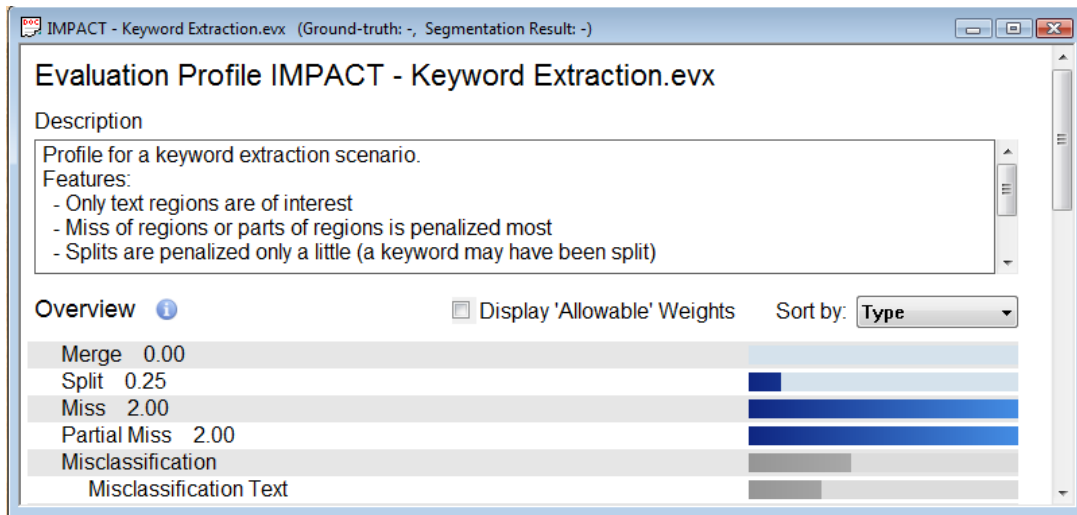 IMPACT - Keyword Extraction.evx (Ground-truth: -, Segmentation Result: -)
Evaluation Profile IMPACT - Keyword Extraction.evx
Description
Profile for a keyword extraction scenario.
Features:
- Only text regions are of interest
- Miss of regions or parts of regions is penalized most
- Splits are penalized only a little (a keyword may have been split)
Overview Display 'Allowable' Weights Sort by: Type
Merge 0.00
Split 0.25
Miss 2.00
Partial Miss 2.00
Misclassification
Misclassification Text